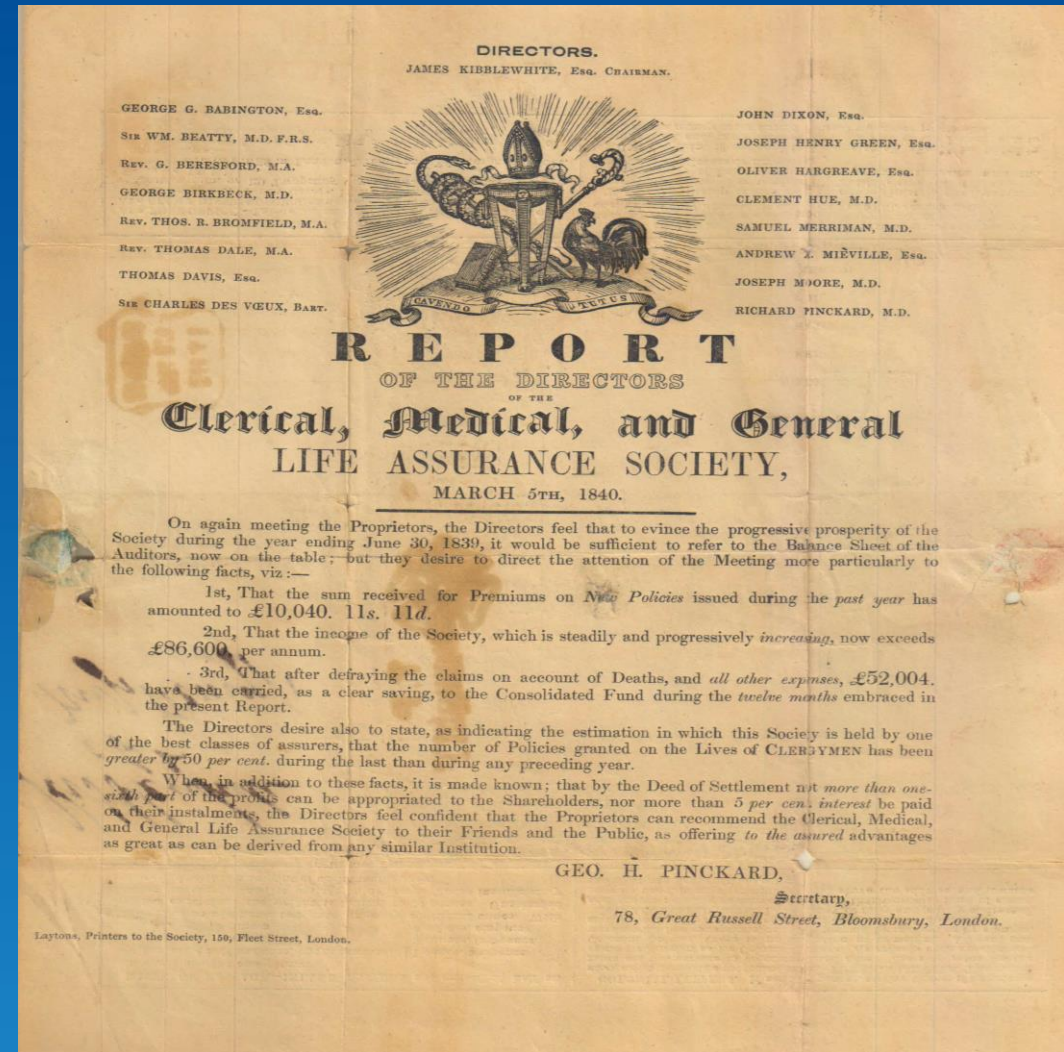 DIRECTORS.
JAMES KIBBLEWHITE, Esq. Chairman.
GEORGE G. BABINGTON, Esq.
Sir WM. BEATTY, M.D. F.R.S.
Rev. G. BERESFORD, M.A.
GEORGE BIRKBECK, M.D.
Rev. THOS. R. BROMFIELD, M.A.
Rev. THOMAS DALE, M.A.
THOMAS DAVIS, Esq.
Sir CHARLES DES VŒUX, Bart.
JOHN DIXON, Esq.
JOSEPH HENRY GREEN, Esq.
OLIVER HARGREAVE, Esq.
CLEMENT HUE, M.D.
SAMUEL MERRIMAN, M.D.
ANDREW MIÈVILLE, Esq.
JOSEPH MOORE, M.D.
RICHARD PINCKARD, M.D.
CAVENDO TUTUS
REPORT
OF THE DIRECTORS
OF THE
Clerical, Medical, and General
LIFE ASSURANCE SOCIETY,
MARCH 5TH, 1840.
On again meeting the Proprietors, the Directors feel that to evince the progressive prosperity of the
Society during the year ending June 30, 1839, it would be sufficient to refer to the Balance Sheet of the
Auditors, now on the table; but they desire to direct the attention of the Meeting more particularly to
the following facts, viz:—
1st, That the sum received for Premiums on New Policies issued during the past year has
amounted to £10,040. 11s. 11d.
2nd, That the income of the Society, which is steadily and progressively increasing, now exceeds
£86,600. per annum.
3rd, That after defraying the claims on account of Deaths, and all other expenses, £52,004.
have been carried, as a clear saving, to the Consolidated Fund during the twelve months embraced in
the present Report.
The Directors desire also to state, as indicating the estimation in which this Society is held by one
of the best classes of assurers, that the number of Policies granted on the Lives of CLERGYMEN has been
greater by 50 per cent. during the last than during any preceding year.
When, in addition to these facts, it is made known; that by the Deed of Settlement not more than one-
sixth part of the profits can be appropriated to the Shareholders, nor more than 5 per cent. interest be paid
on their instalments, the Directors feel confident that the Proprietors can recommend the Clerical, Medical,
and General Life Assurance Society to their Friends and the Public, as offering to the assured advantages
as great as can be derived from any similar Institution.
GEO. H. PINCKARD,
Secretary,
78, Great Russell Street, Bloomsbury, London.
Laytons, Printers to the Society, 150, Fleet Street, London.